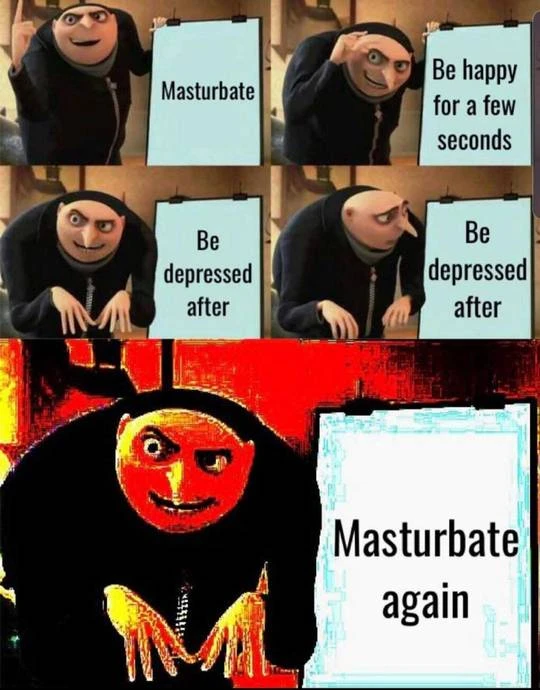 Masturbate
Be happy
for a few
seconds
Be
depressed
after
Be
depressed
after
Masturbate
again